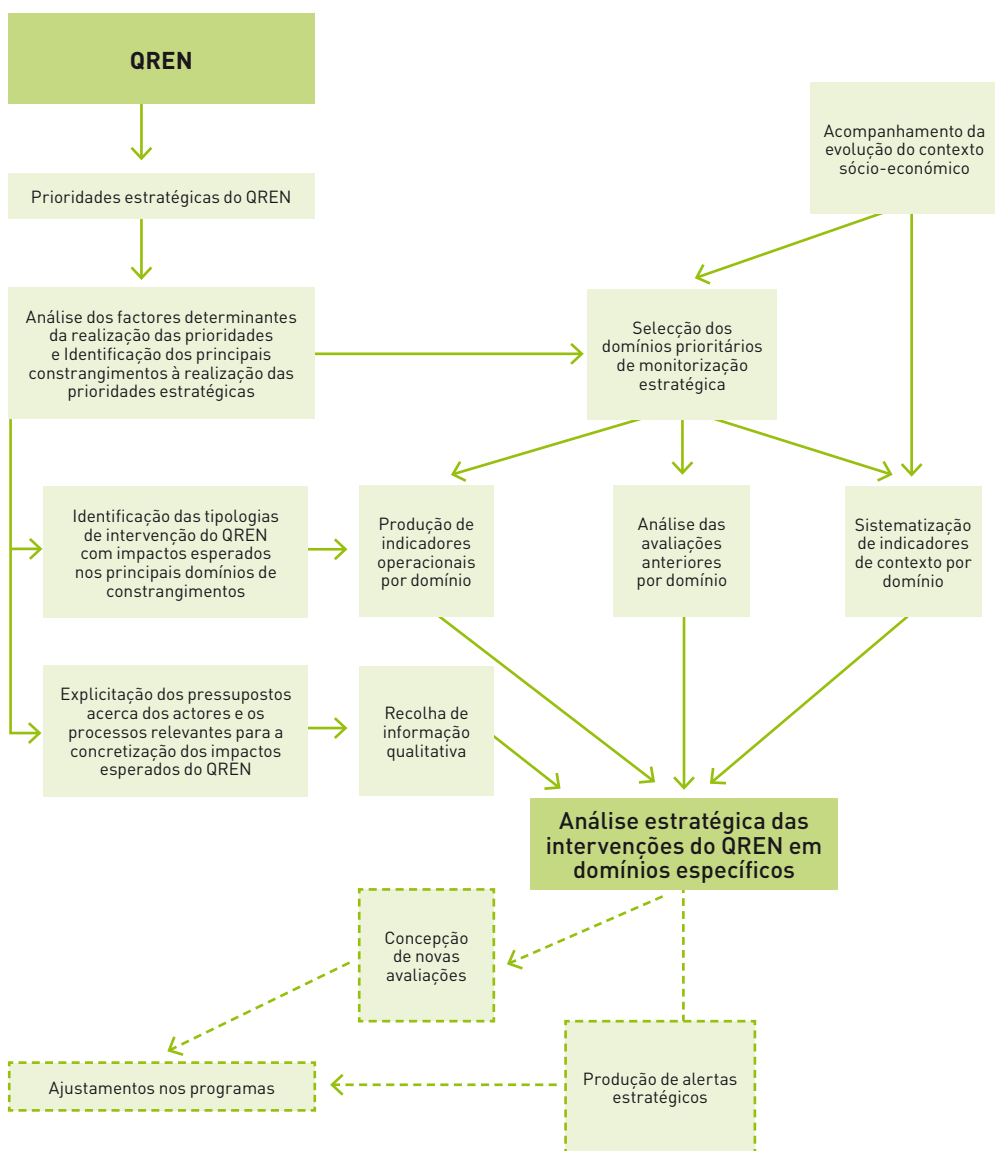 QREN
Prioridades estratégicas do QREN
Acompanhamento da
evolução do contexto
sócio-económico
Análise dos factores determinantes
da realização das prioridades
e Identificação dos principais
constrangimentos à realização das
prioridades estratégicas
Selecção dos
domínios prioritários
de monitorização
estratégica
Identificação das tipologias
de intervenção do QREN
com impactos esperados
nos principais domínios de
constrangimentos
Produção de
indicadores
operacionais
por domínio
Análise das
avaliações
anteriores
por domínio
Sistematização
de indicadores
de contexto por
domínio
Explicitação dos pressupostos
acerca dos actores e os
processos relevantes para a
concretização dos impactos
esperados do QREN
Recolha de
informação
qualitativa
Análise estratégica das
intervenções do QREN em
domínios específicos
Concepção
de novas
avaliações
Ajustamentos nos programas
Produção de alertas
estratégicos